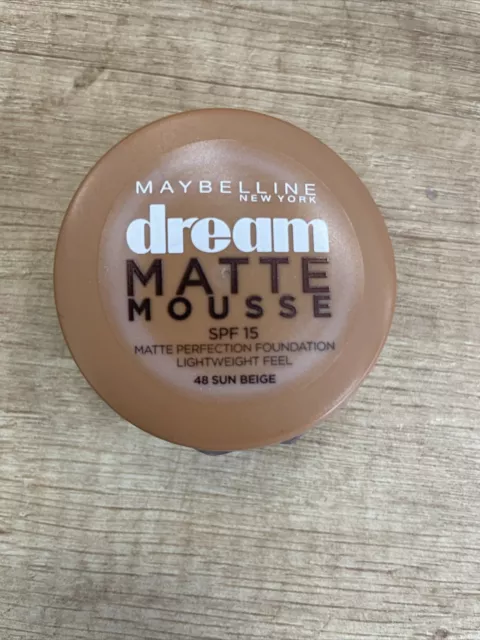 MAYBELLINE
NEW YORK
dream
MATTE
MOUSSE
SPF 15
MATTE PERFECTION FOUNDATION
LIGHTWEIGHT FEEL
48 SUN BEIGE